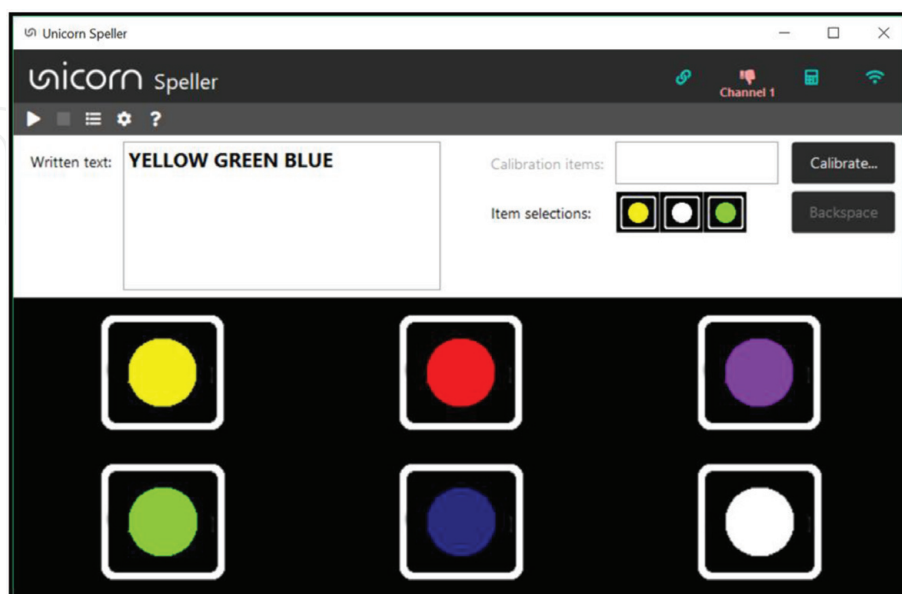 Unicorn Speller
unicorn Speller
Channel 1
?
Written text: YELLOW GREEN BLUE
Calibration items:
Calibrate...
Item selections:
Backspace